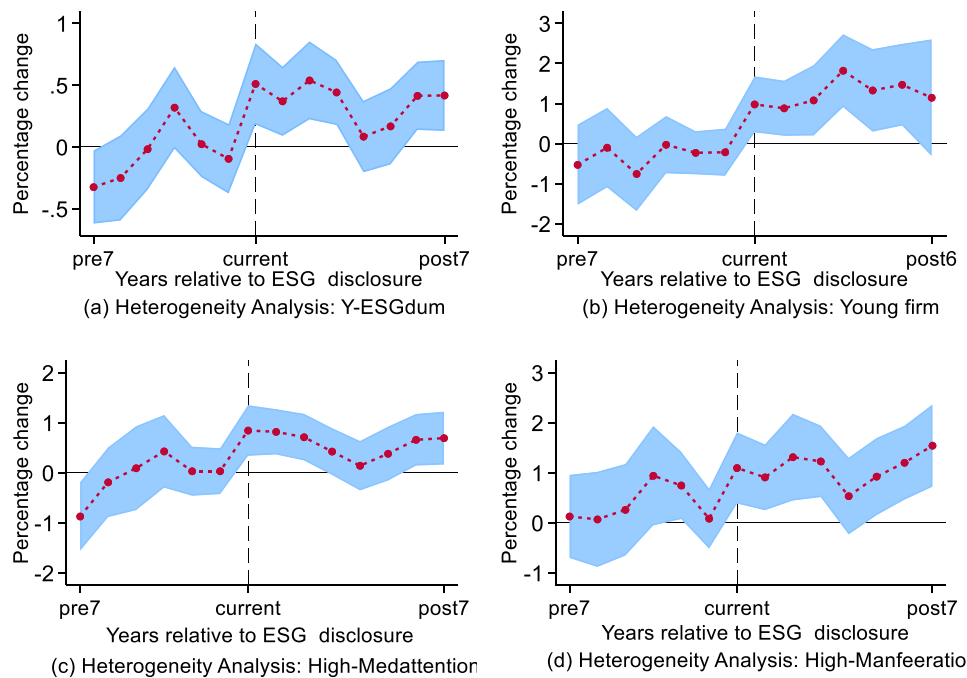 Percentage change
1
.5
0
-.5
pre7 current post7
Years relative to ESG disclosure
(a) Heterogeneity Analysis: Y-ESGdum
Percentage change
3
2
1
0
-1
-2
pre7 current post6
Years relative to ESG disclosure
(b) Heterogeneity Analysis: Young firm
Percentage change
2
1
0
-1
-2
pre7 current post7
Years relative to ESG disclosure
(c) Heterogeneity Analysis: High-Medattention
Percentage change
3
2
1
0
-1
pre7 current post7
Years relative to ESG disclosure
(d) Heterogeneity Analysis: High-Manfeeratio